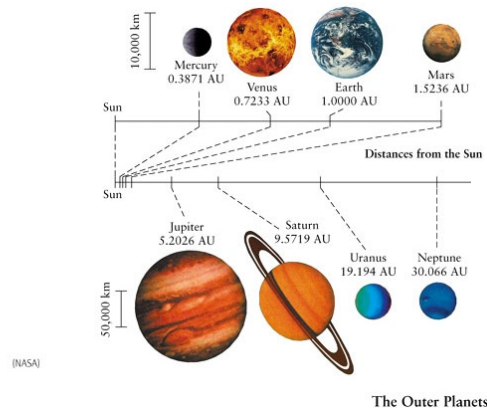 10,000 km
Mercury
0.3871 AU
Venus
0.7233 AU
Earth
1.0000 AU
Mars
1.5236 AU
Sun
Distances from the Sun
Sun
Jupiter
5.2026 AU
Saturn
9.5719 AU
Uranus
19.194 AU
Neptune
30.066 AU
50,000 km
(NASA)
The Outer Planets